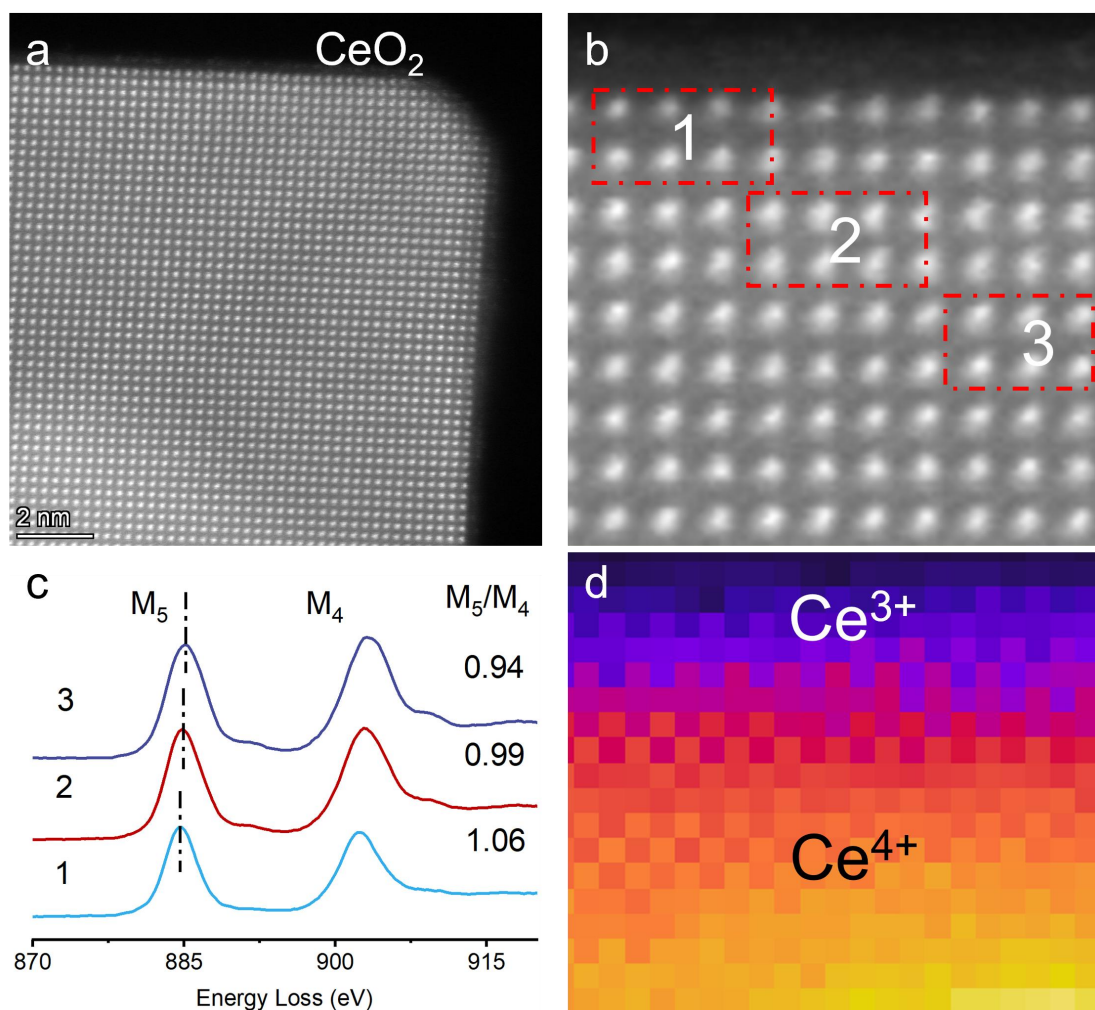 a
CeO₂
2 nm
b
1
2
3
c
M₅
M₄
M₅/M₄
3
0.94
2
0.99
1
1.06
870
885
900
915
Energy Loss (eV)
d
Ce³⁺
Ce⁴⁺